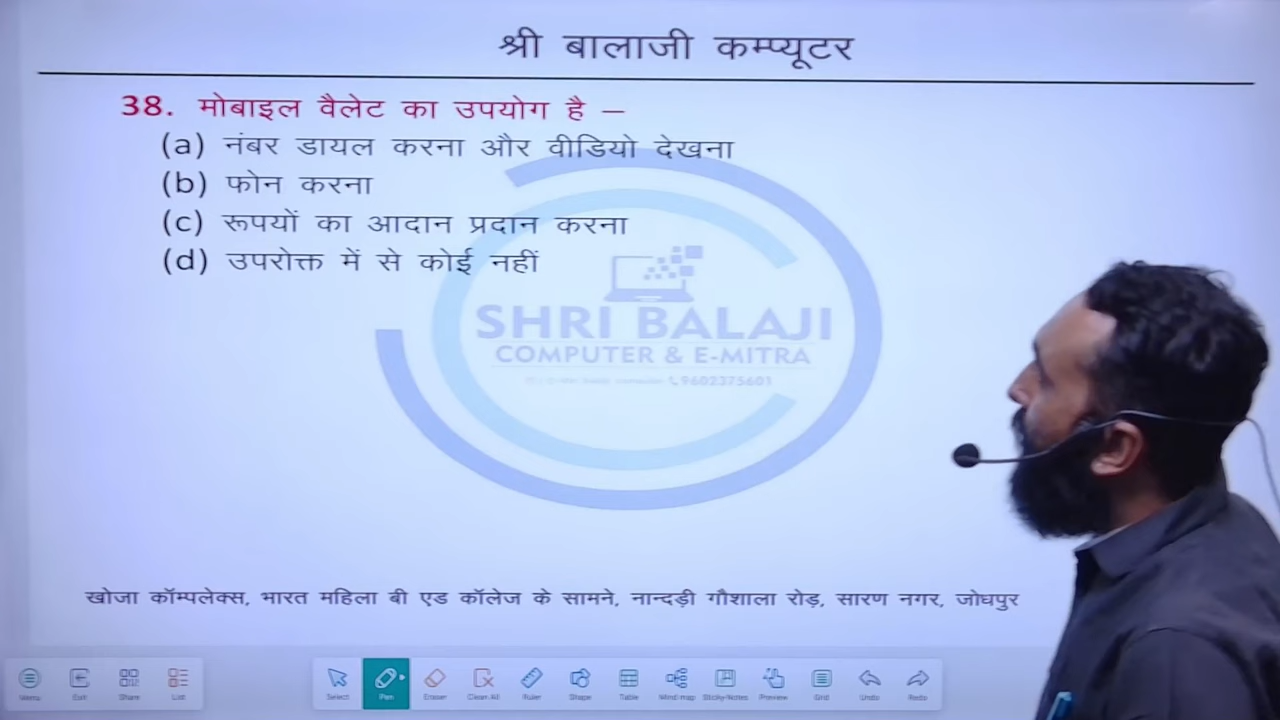 श्री बालाजी कम्प्यूटर
38. मोबाइल वैलेट का उपयोग है –
(a) नंबर डायल करना और वीडियो देखना
(b) फोन करना
(c) रूपयों का आदान प्रदान करना
(d) उपरोक्त में से कोई नहीं
SHRI BALAJI
COMPUTER & E-MITRA
9602375601
खोजा कॉम्पलेक्स, भारत महिला बी एड कॉलेज के सामने, नान्दड़ी गौशाला रोड़, सारण नगर, जोधपुर
Menu Exit Share List Select Pen Eraser Clean All Ruler Shape Table Mind map Sticky-Notes Preview Grid Undo Redo